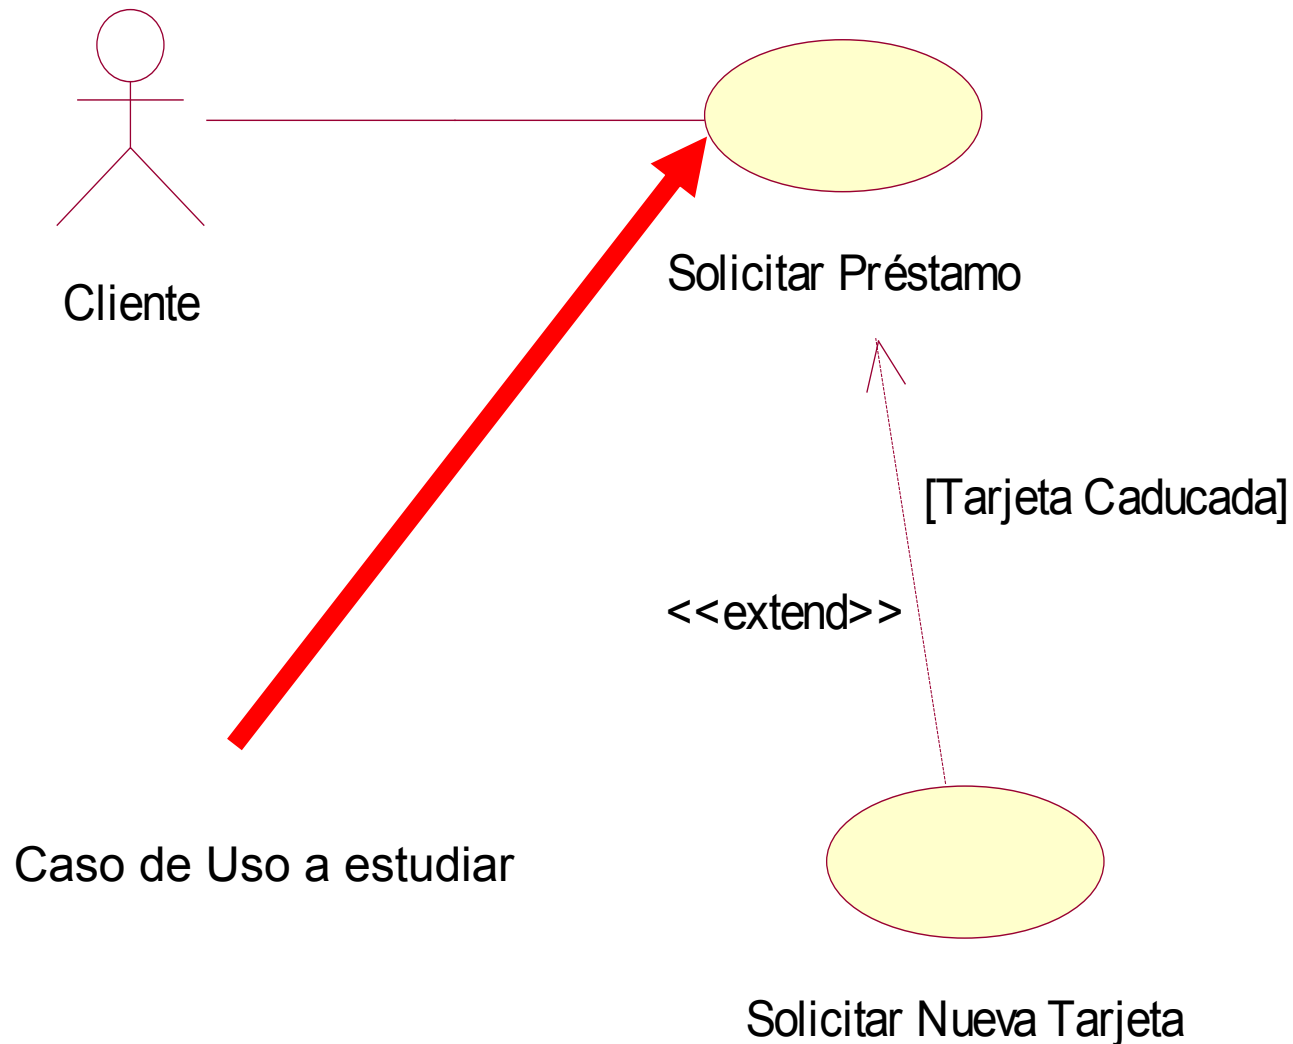 Solicitar Préstamo
Cliente
[Tarjeta Caducada]
<<extend>>
Caso de Uso a estudiar
Solicitar Nueva Tarjeta